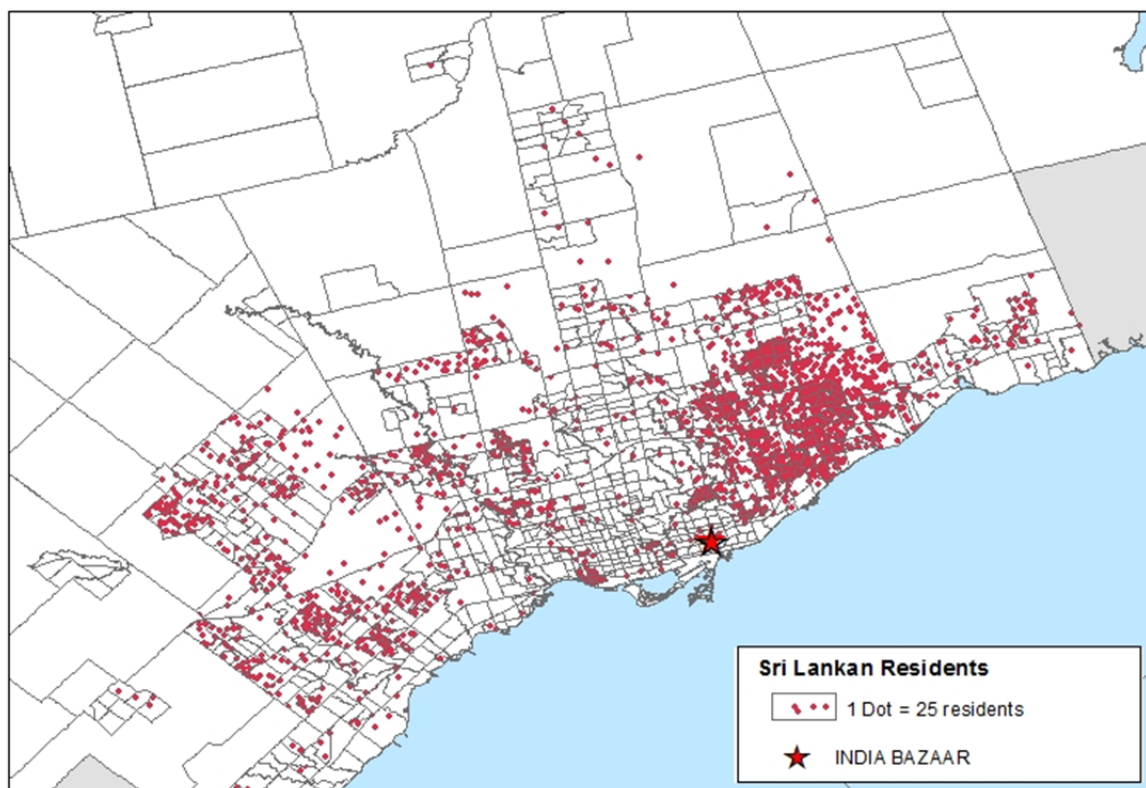 Sri Lankan Residents
1 Dot = 25 residents
INDIA BAZAAR